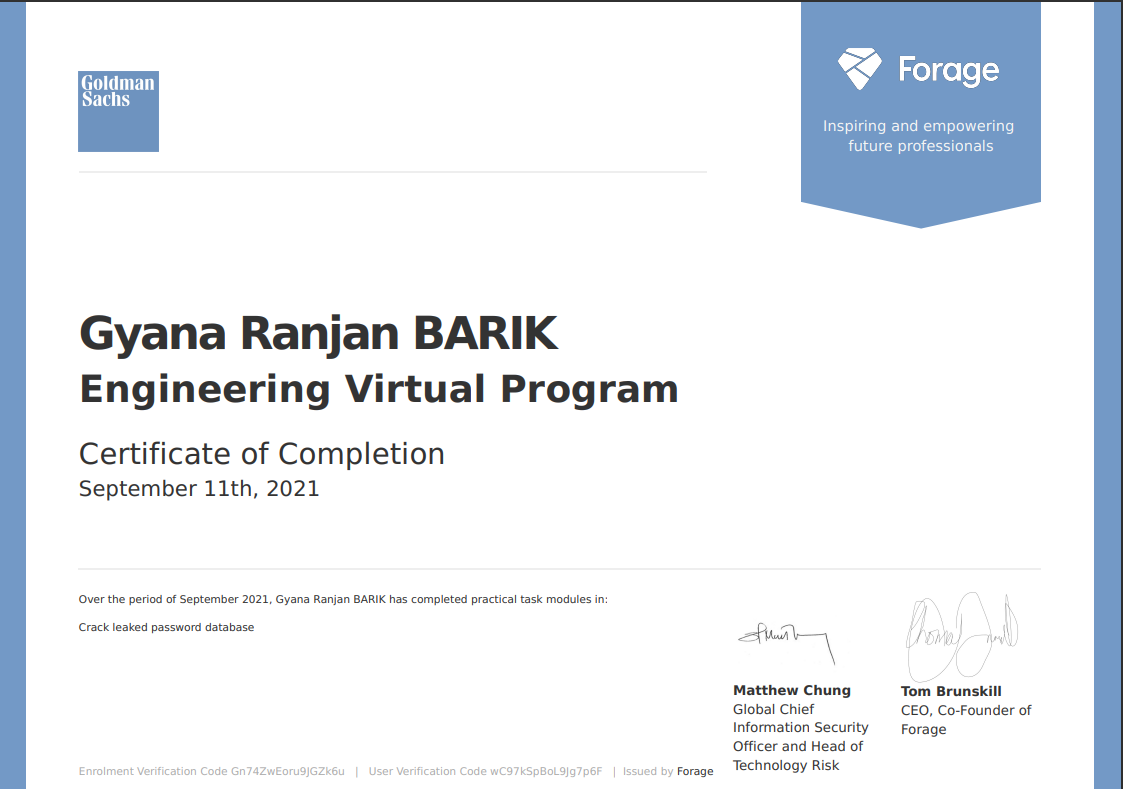 Goldman
Sachs
Forage
Inspiring and empowering
future professionals
Gyana Ranjan BARIK
Engineering Virtual Program
Certificate of Completion
September 11th, 2021
Over the period of September 2021, Gyana Ranjan BARIK has completed practical task modules in:
Crack leaked password database
Matthew Chung
Global Chief
Information Security
Officer and Head of
Technology Risk
Tom Brunskill
CEO, Co-Founder of
Forage
Enrolment Verification Code Gn74ZwEoru9JGZk6u | User Verification Code wC97kSpBoL9Jg7p6F | Issued by Forage